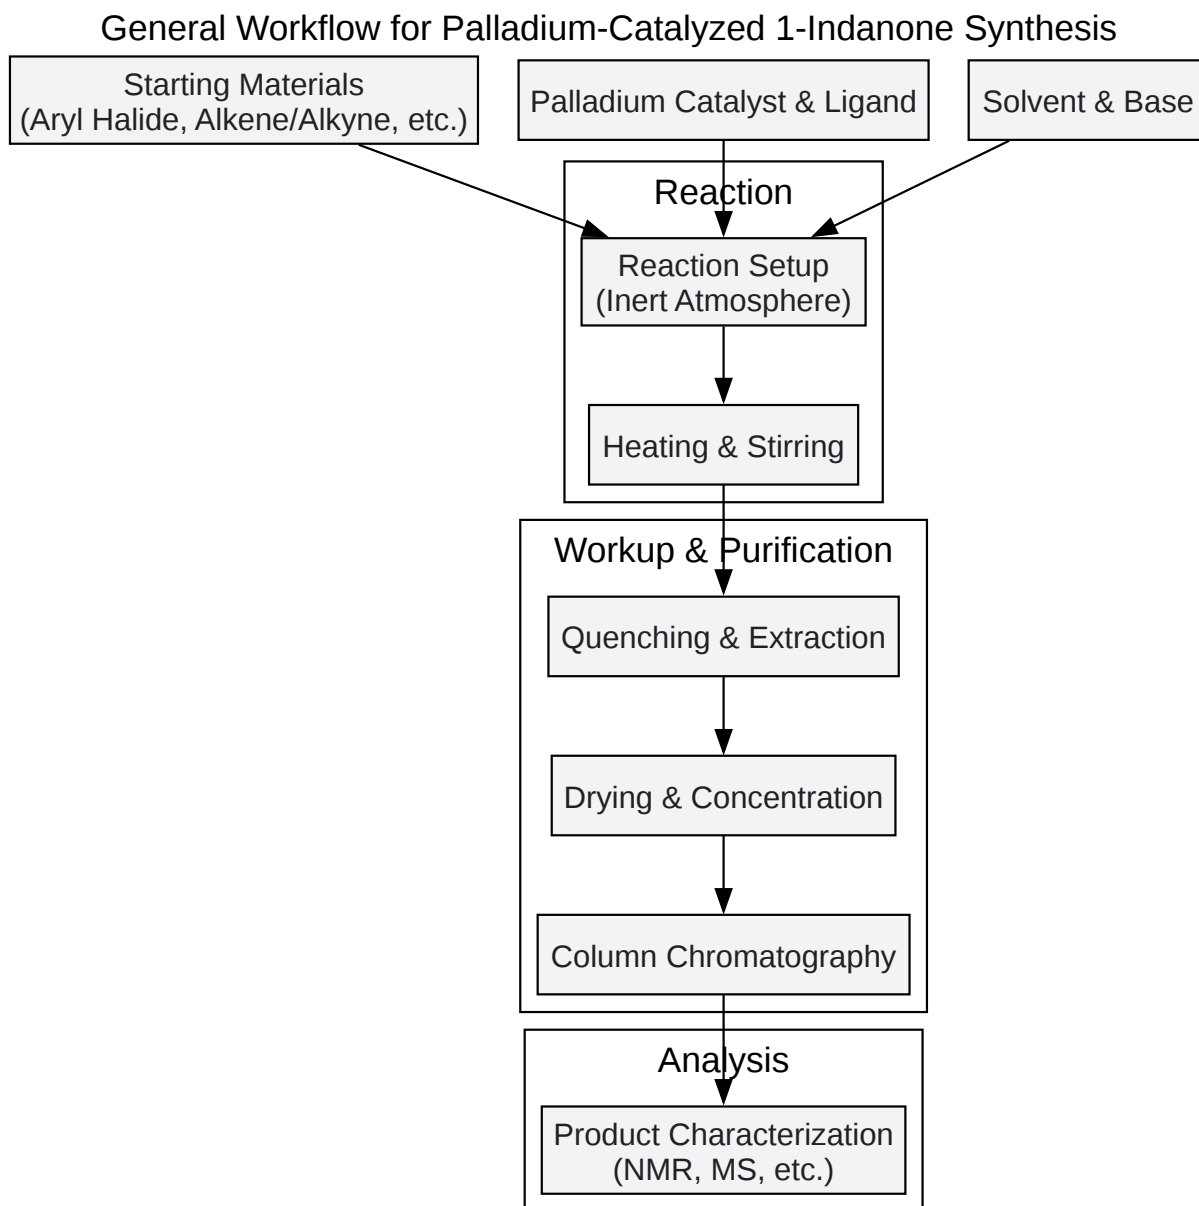 General Workflow for Palladium-Catalyzed 1-Indanone Synthesis
Starting Materials
(Aryl Halide, Alkene/Alkyne, etc.)
Palladium Catalyst & Ligand
Solvent & Base
Reaction
Reaction Setup
(Inert Atmosphere)
Heating & Stirring
Workup & Purification
Quenching & Extraction
Drying & Concentration
Column Chromatography
Analysis
Product Characterization
(NMR, MS, etc.)